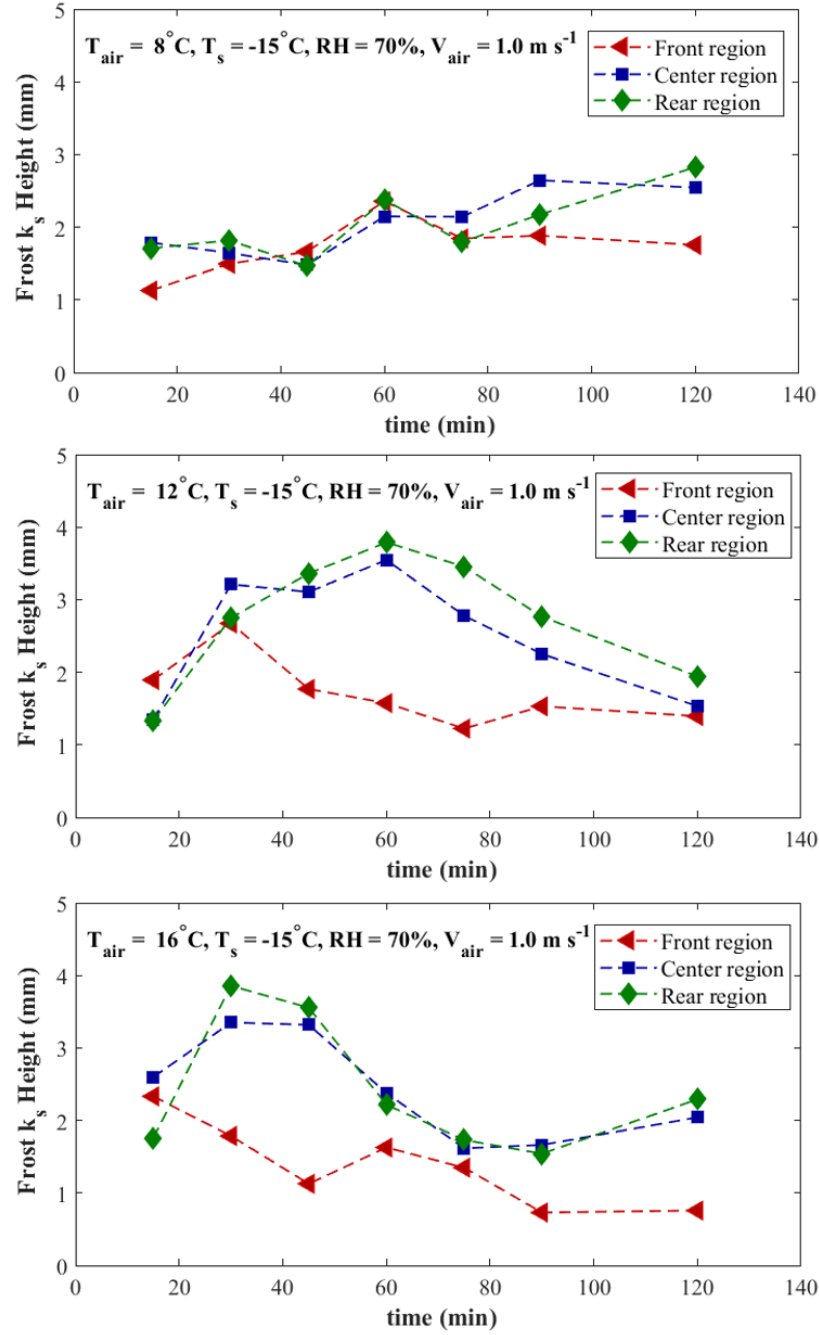 T_air = 8°C, T_s = -15°C, RH = 70%, V_air = 1.0 m s⁻¹
Front region
Center region
Rear region
Frost k_s Height (mm)
5
4
3
2
1
0
0 20 40 60 80 100 120 140
time (min)
T_air = 12°C, T_s = -15°C, RH = 70%, V_air = 1.0 m s⁻¹
Front region
Center region
Rear region
Frost k_s Height (mm)
5
4
3
2
1
0
0 20 40 60 80 100 120 140
time (min)
T_air = 16°C, T_s = -15°C, RH = 70%, V_air = 1.0 m s⁻¹
Front region
Center region
Rear region
Frost k_s Height (mm)
5
4
3
2
1
0
0 20 40 60 80 100 120 140
time (min)